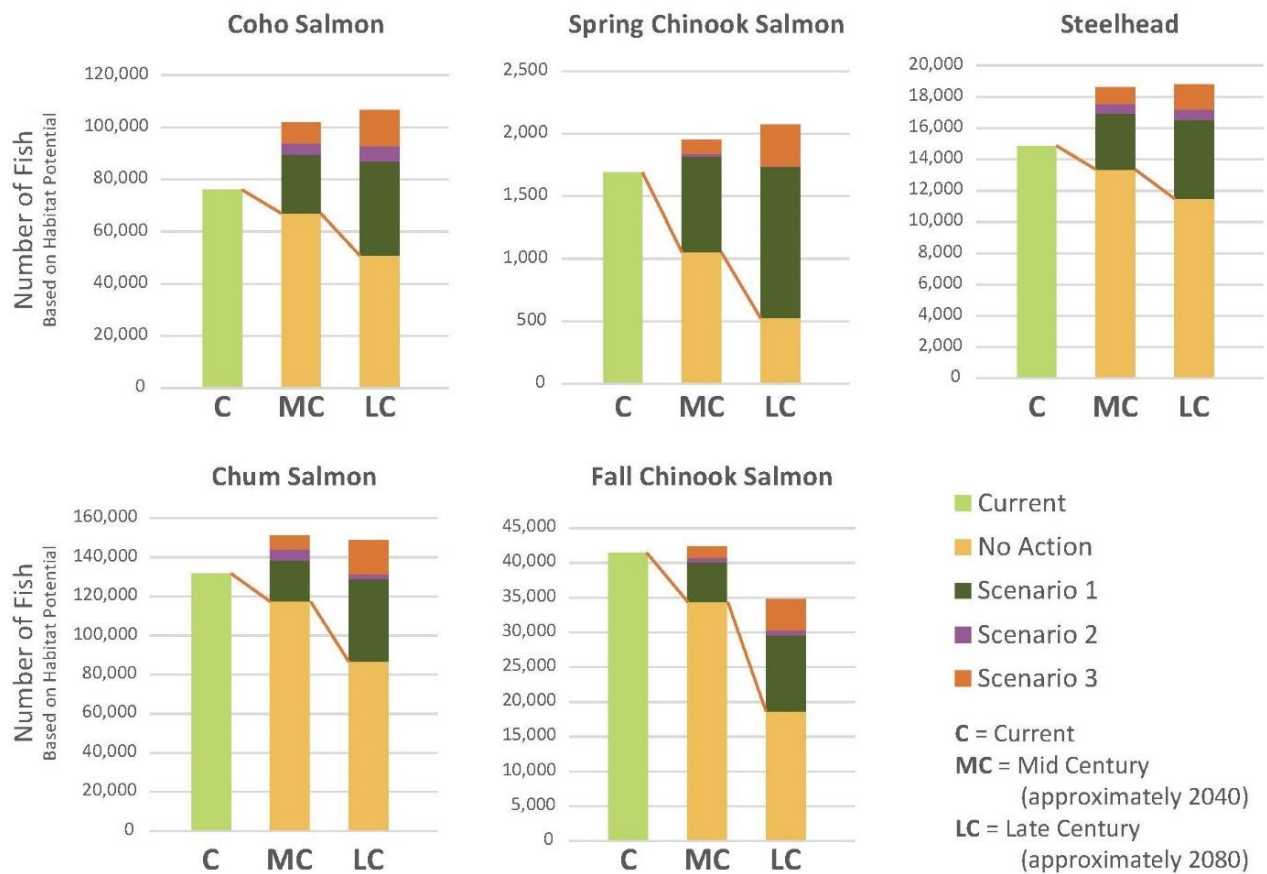 Coho Salmon
Number of Fish
Based on Habitat Potential
120,000
100,000
80,000
60,000
40,000
20,000
0
C MC LC
Spring Chinook Salmon
2,500
2,000
1,500
1,000
500
0
C MC LC
Steelhead
20,000
18,000
16,000
14,000
12,000
10,000
8,000
6,000
4,000
2,000
0
C MC LC
Chum Salmon
Number of Fish
Based on Habitat Potential
160,000
140,000
120,000
100,000
80,000
60,000
40,000
20,000
0
C MC LC
Fall Chinook Salmon
45,000
40,000
35,000
30,000
25,000
20,000
15,000
10,000
5,000
0
C MC LC
Current
No Action
Scenario 1
Scenario 2
Scenario 3
C = Current
MC = Mid Century
(approximately 2040)
LC = Late Century
(approximately 2080)